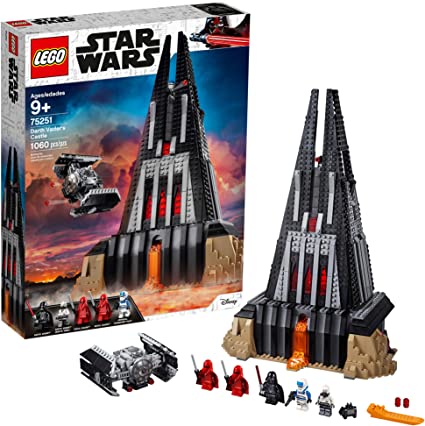 LEGO
STAR
WARS
Ages/edades
9+
75251
Darth Vader's
Castle
1060 pcs/pzs
Disney